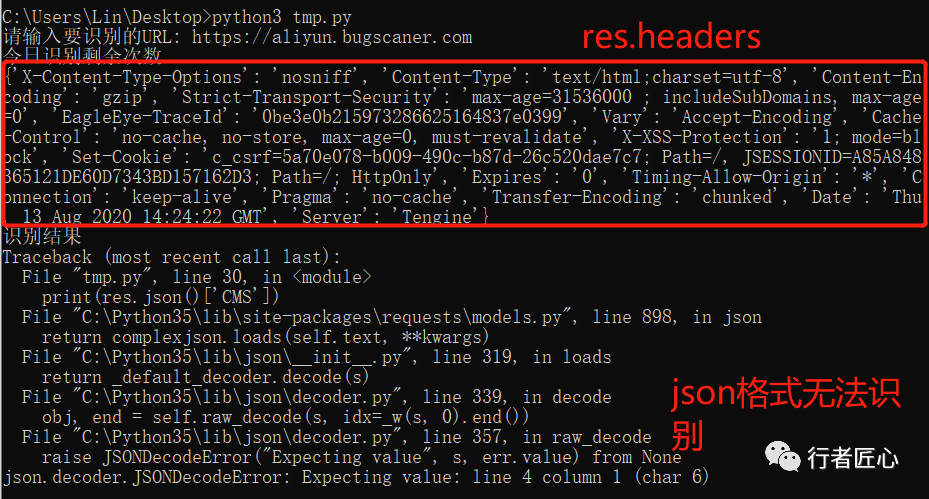 C:\Users\Lin\Desktop>python3 tmp.py
请输入要识别的URL: https://aliyun.bugscaner.com
res.headers
今日识别剩余次数
{'X-Content-Type-Options': 'nosniff', 'Content-Type': 'text/html;charset=utf-8', 'Content-En
coding': 'gzip', 'Strict-Transport-Security': 'max-age=31536000 ; includeSubDomains, max-age
=0', 'EagleEye-TraceId': '0be3e0b215973286625164837e0399', 'Vary': 'Accept-Encoding', 'Cache
-Control': 'no-cache, no-store, max-age=0, must-revalidate', 'X-XSS-Protection': '1; mode=bl
ock', 'Set-Cookie': 'c_csrf=5a70e078-b009-490c-b87d-26c520dae7c7; Path=/, JSESSIONID=A85A848
365121DE60D7343BD157162D3; Path=/; HttpOnly', 'Expires': '0', 'Timing-Allow-Origin': '*', 'C
onnection': 'keep-alive', 'Pragma': 'no-cache', 'Transfer-Encoding': 'chunked', 'Date': 'Thu
, 13 Aug 2020 14:24:22 GMT', 'Server': 'Tengine'}
识别结果
Traceback (most recent call last):
  File "tmp.py", line 30, in <module>
    print(res.json()['CMS'])
  File "C:\Python35\lib\site-packages\requests\models.py", line 898, in json
    return complexjson.loads(self.text, **kwargs)
  File "C:\Python35\lib\json\__init__.py", line 319, in loads
    return _default_decoder.decode(s)
  File "C:\Python35\lib\json\decoder.py", line 339, in decode
    obj, end = self.raw_decode(s, idx=_w(s, 0).end())
  File "C:\Python35\lib\json\decoder.py", line 357, in raw_decode
    raise JSONDecodeError("Expecting value", s, err.value) from None
json.decoder.JSONDecodeError: Expecting value: line 4 column 1 (char 6)
json格式无法识
别
行者匠心